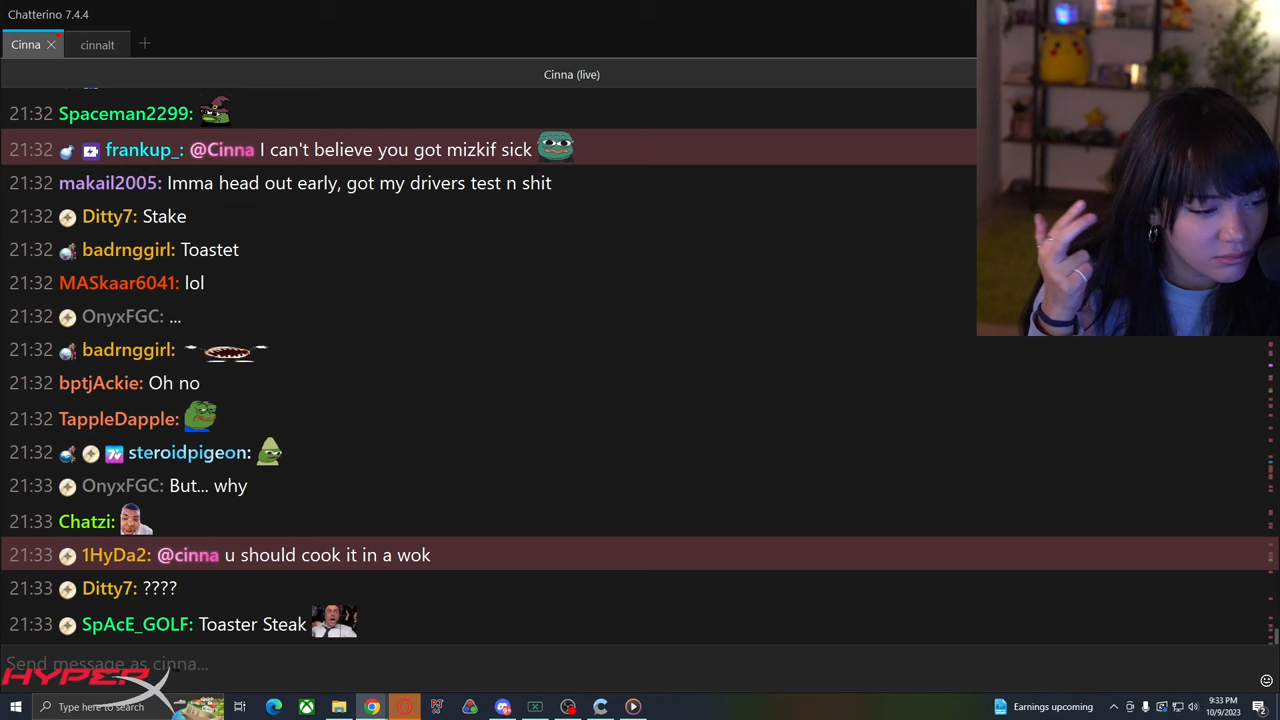 Chatterino 7.4.4
Cinna
cinnalt
Cinna (live)
21:32 Spaceman2299:
21:32 frankup_: @Cinna I can't believe you got mizkif sick
21:32 makail2005: Imma head out early, got my drivers test n shit
21:32 Ditty7: Stake
21:32 badrnggirl: Toastet
21:32 MASkaar6041: lol
21:32 OnyxFGC: ...
21:32 badrnggirl:
21:32 bptjAckie: Oh no
21:32 TappleDapple:
21:32 steroidpigeon:
21:33 OnyxFGC: But... why
21:33 Chatzi:
21:33 1HyDa2: @cinna u should cook it in a wok
21:33 Ditty7: ????
21:33 SpAcE_GOLF: Toaster Steak
Send message as cinna...
HYPERX
Type here to search
Earnings upcoming
9:33 PM
10/9/2023
2